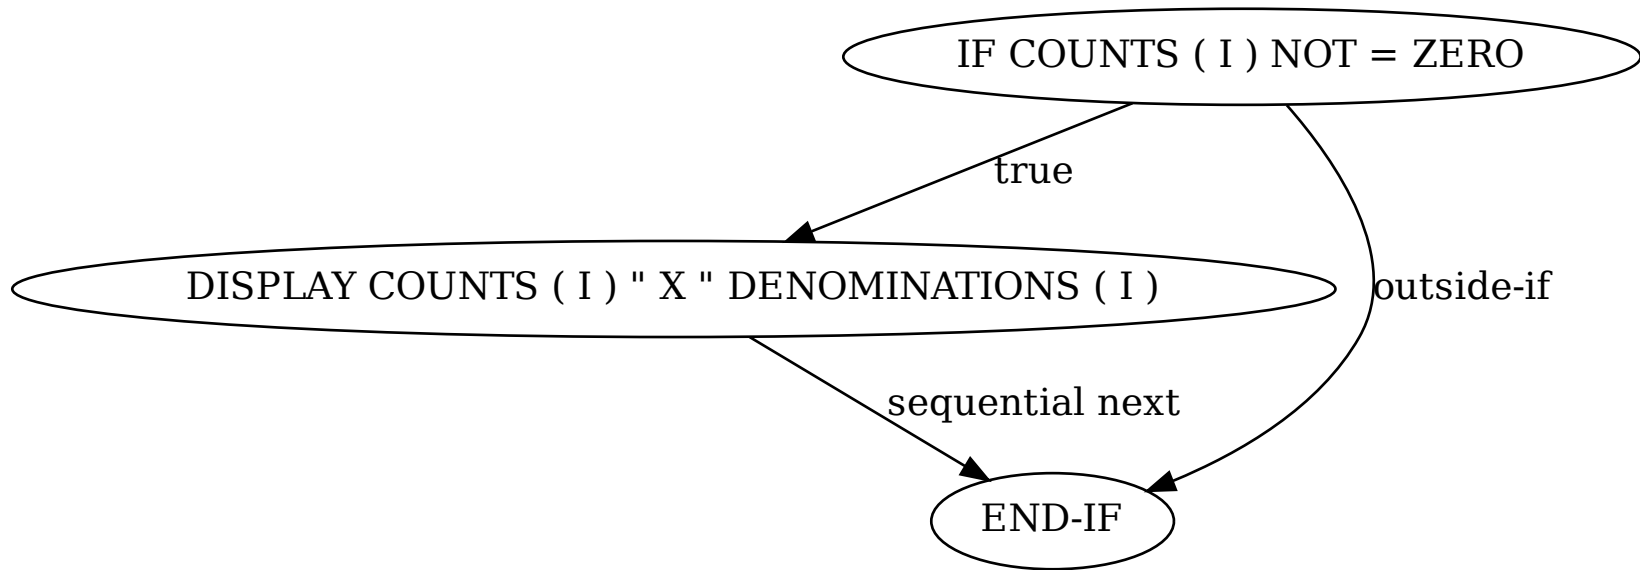 IF COUNTS ( I ) NOT = ZERO
true
DISPLAY COUNTS ( I ) " X " DENOMINATIONS ( I )
outside-if
sequential next
END-IF